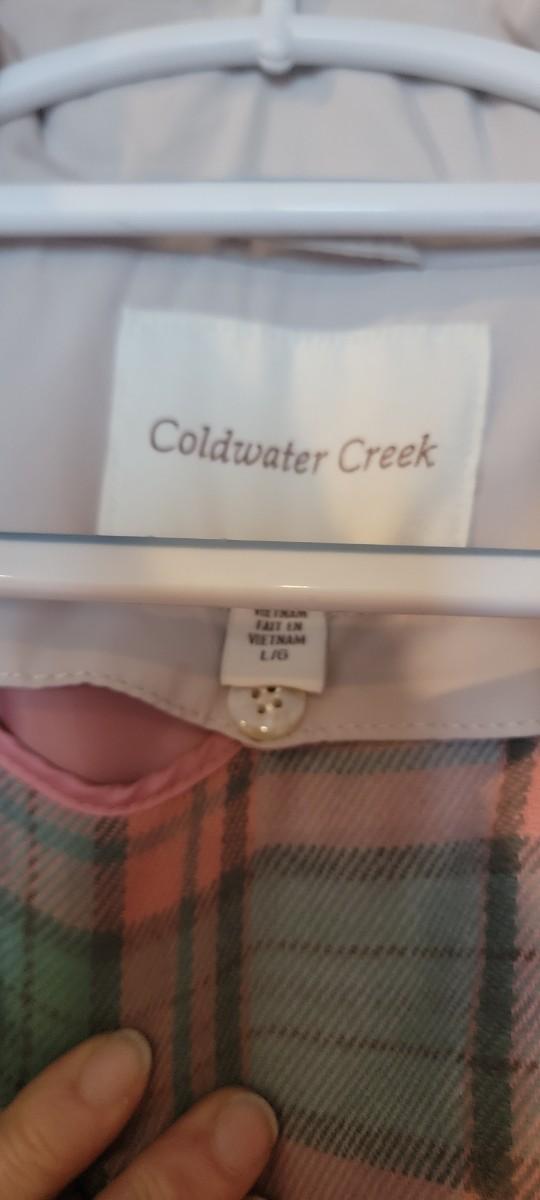 Coldwater Creek
VIETNAM
FAIT EN
VIETNAM
L/G